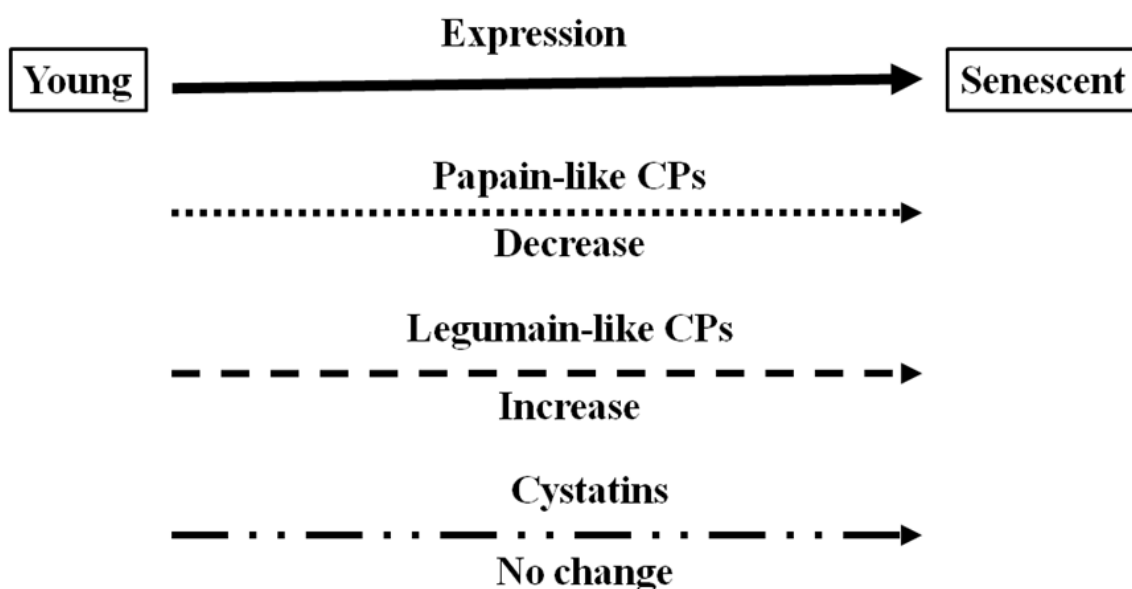 Expression
Young
Senescent
Papain-like CPs
Decrease
Legumain-like CPs
Increase
Cystatins
No change